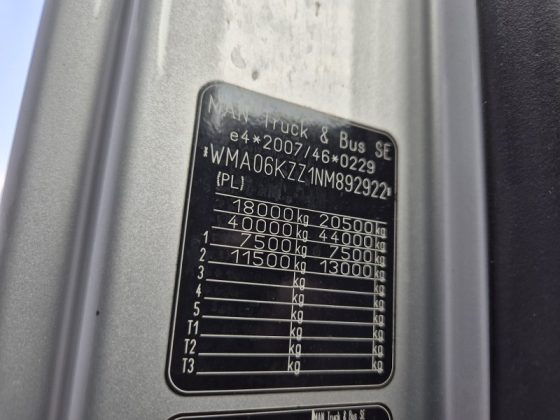 MAN Truck & Bus SE
e4*2007/46*0229
*WMA06KZZ1NM892922*
(PL)
18000 kg 20500 kg
40000 kg 44000 kg
1 7500 kg 7500 kg
2 11500 kg 13000 kg
3 kg kg
4 kg kg
5 kg kg
T1 kg kg
T2 kg kg
T3 kg kg
MAN Truck & Bus SE